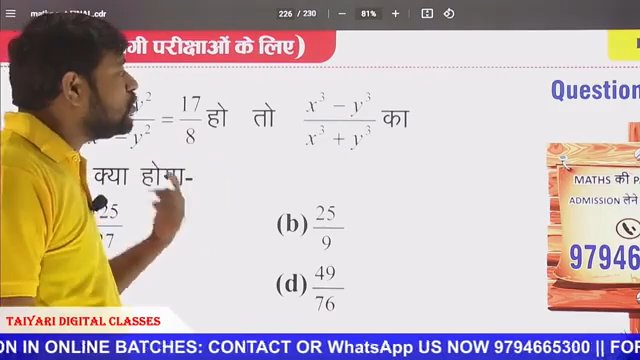 226 / 230
81%
परीक्षाओं के लिए)
= 17/8 हो तो (x³ − y³)/(x³ + y³) का
क्या होगा-
(b) 25/9
(d) 49/76
Question
MATHS की
ADMISSION लेने
97946
TAIYARI DIGITAL CLASSES
ON IN ONLINE BATCHES: CONTACT OR WhatsApp US NOW 9794665300 || FOR